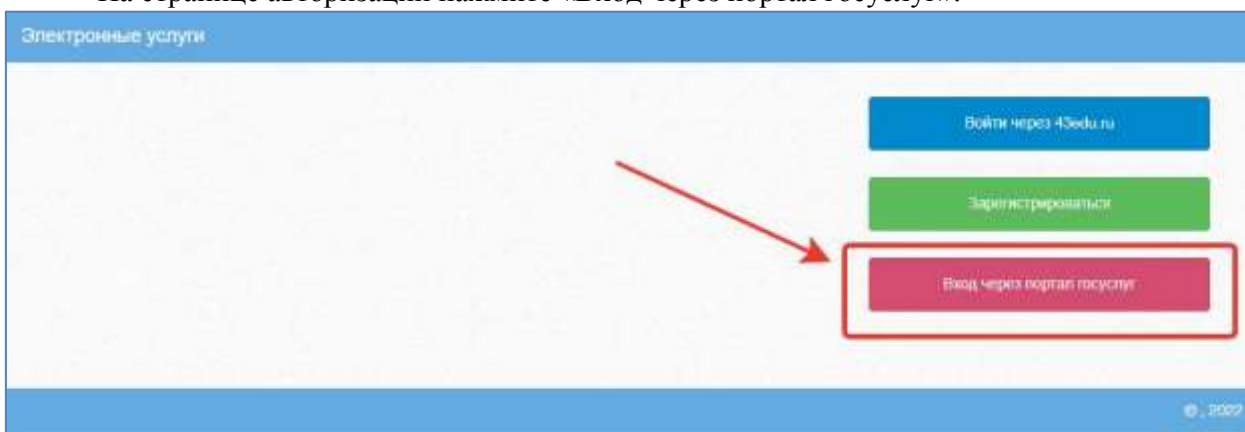 На странице авторизации нажмите «Вход через портал госуслуг».
Электронные услуги
Войти через 43edu.ru
Зарегистрироваться
Вход через портал госуслуг
© , 2022